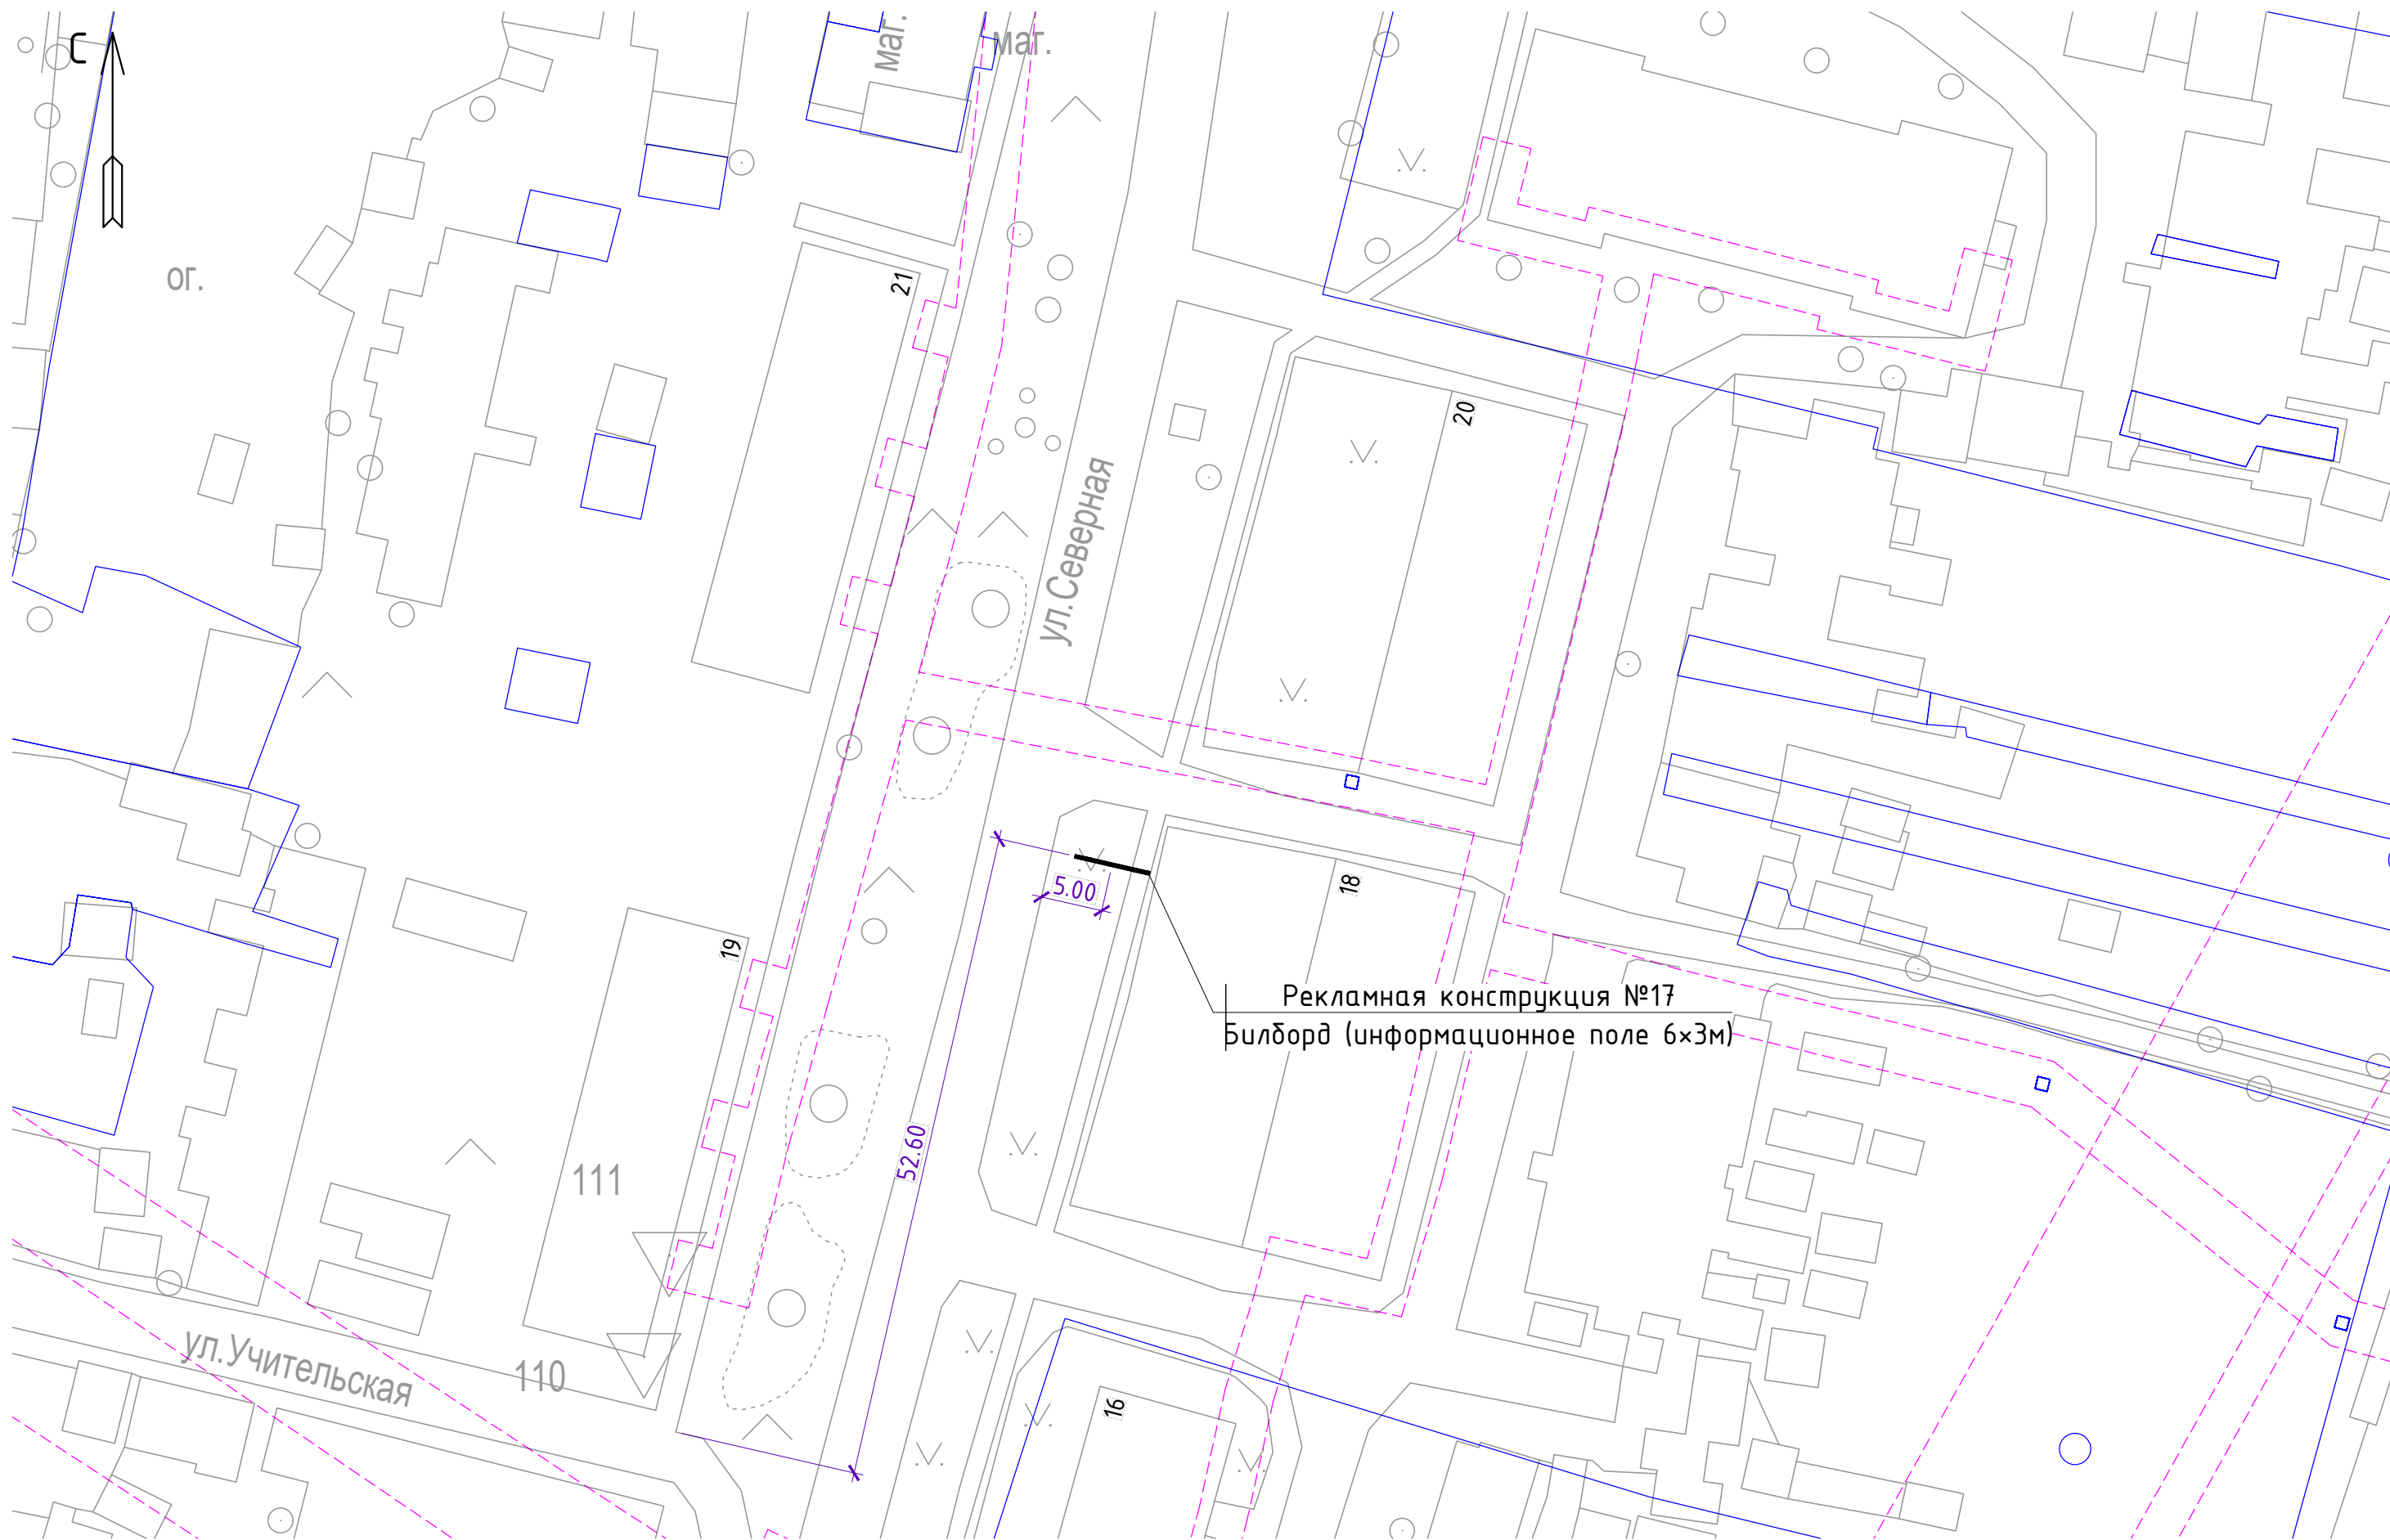 С
маг.
маг.
ог.
21
20
ул.Северная
5.00
18
19
Рекламная конструкция №17
Билборд (информационное поле 6×3м)
52.60
111
ул.Учительская
110
16